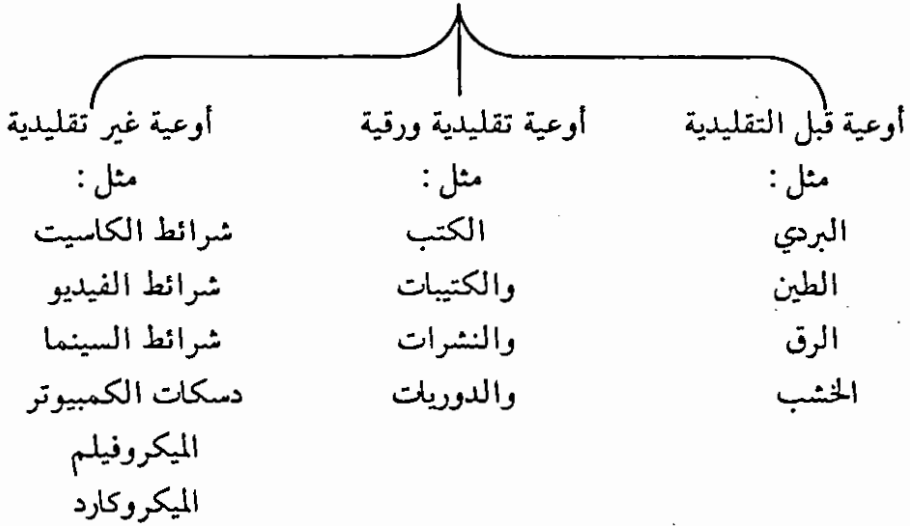 أوعية قبل التقليدية
مثل :
البردي
الطين
الرق
الخشب
أوعية تقليدية ورقية
مثل :
الكتب
والكتيبات
والنشرات
والدوريات
أوعية غير تقليدية
مثل :
شرائط الكاسيت
شرائط الفيديو
شرائط السينما
دسكات الكمبيوتر
الميكروفيلم
الميكروكارد